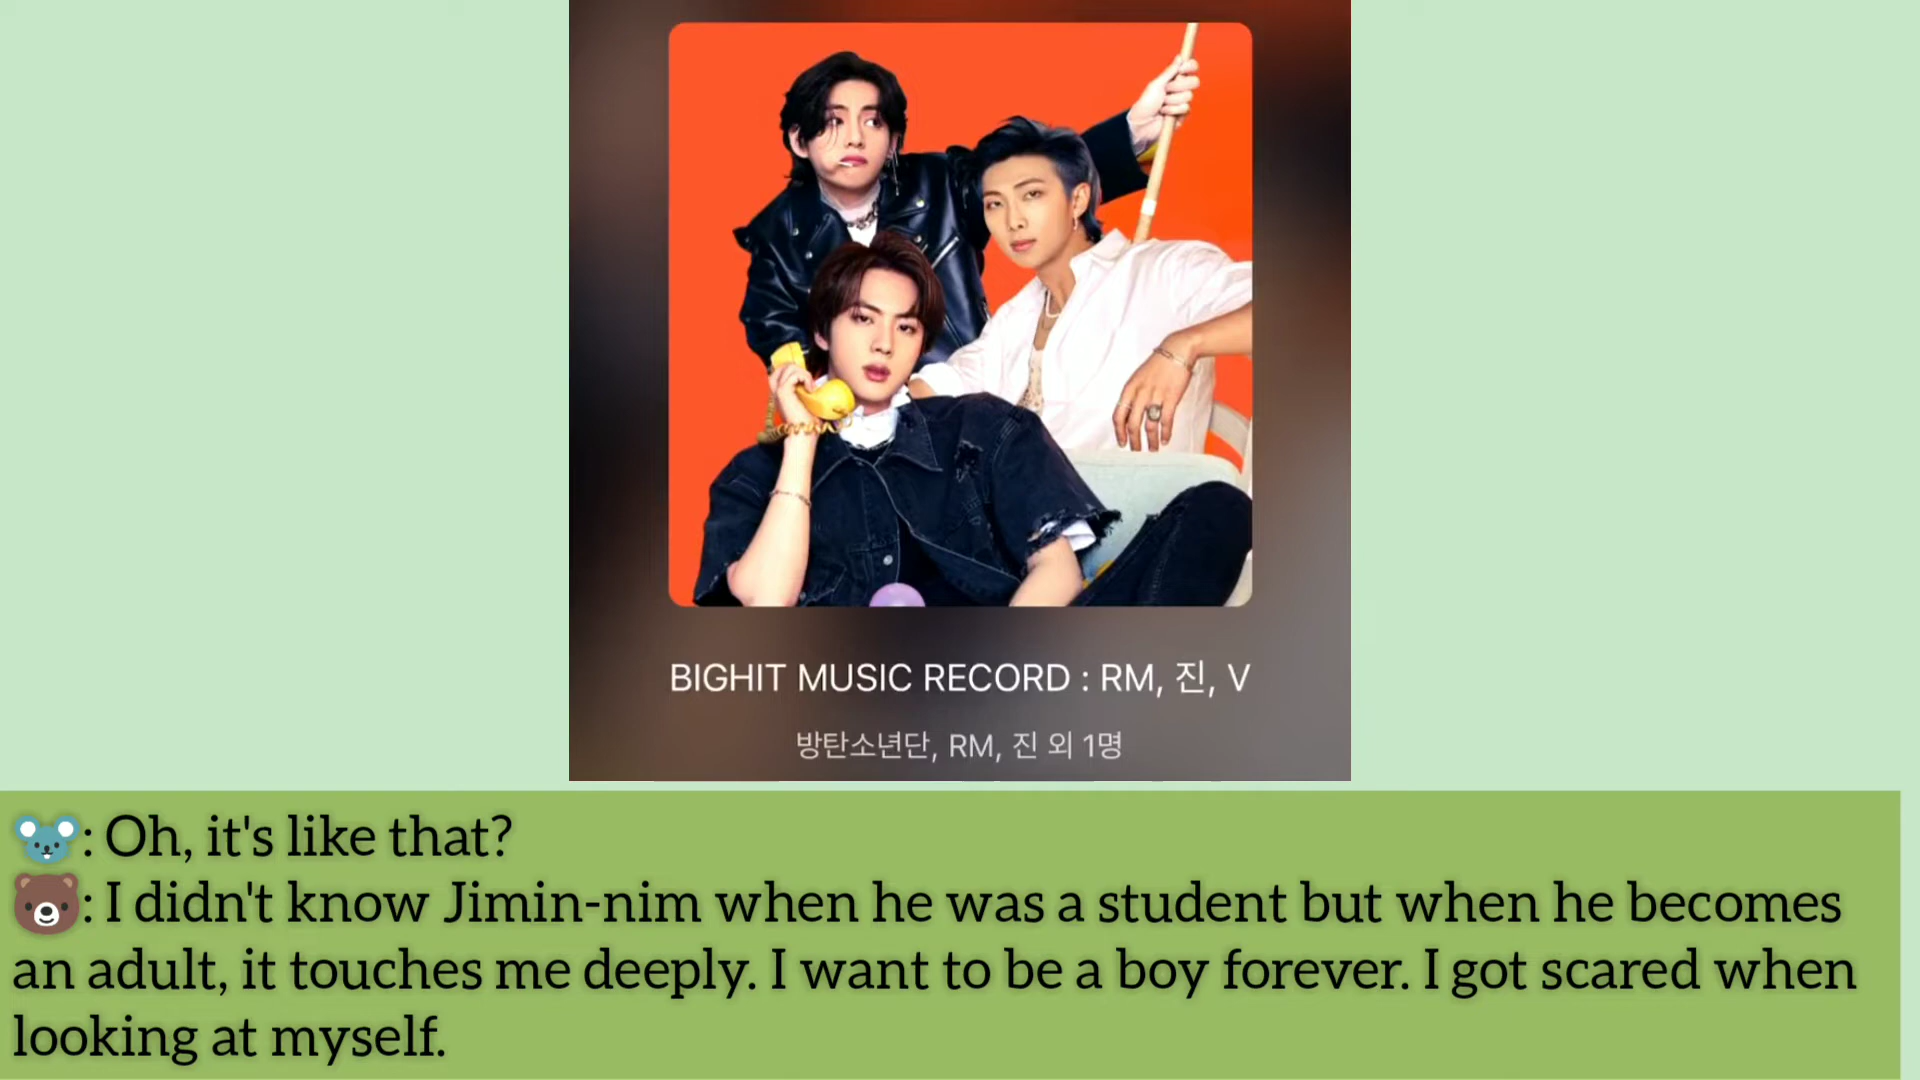 BIGHIT MUSIC RECORD : RM, 진, V
방탄소년단, RM, 진 외 1명
🐭: Oh, it's like that?
🐻: I didn't know Jimin-nim when he was a student but when he becomes
an adult, it touches me deeply. I want to be a boy forever. I got scared when
looking at myself.